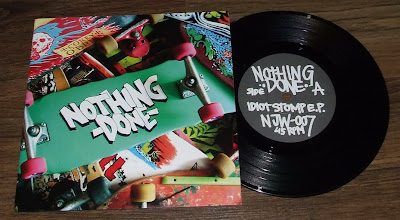 NOTHING
-DONE-
NOTHING
DONE-
SIDE A
IDIOT STOMP E.P.
NJW-007
45 RPM